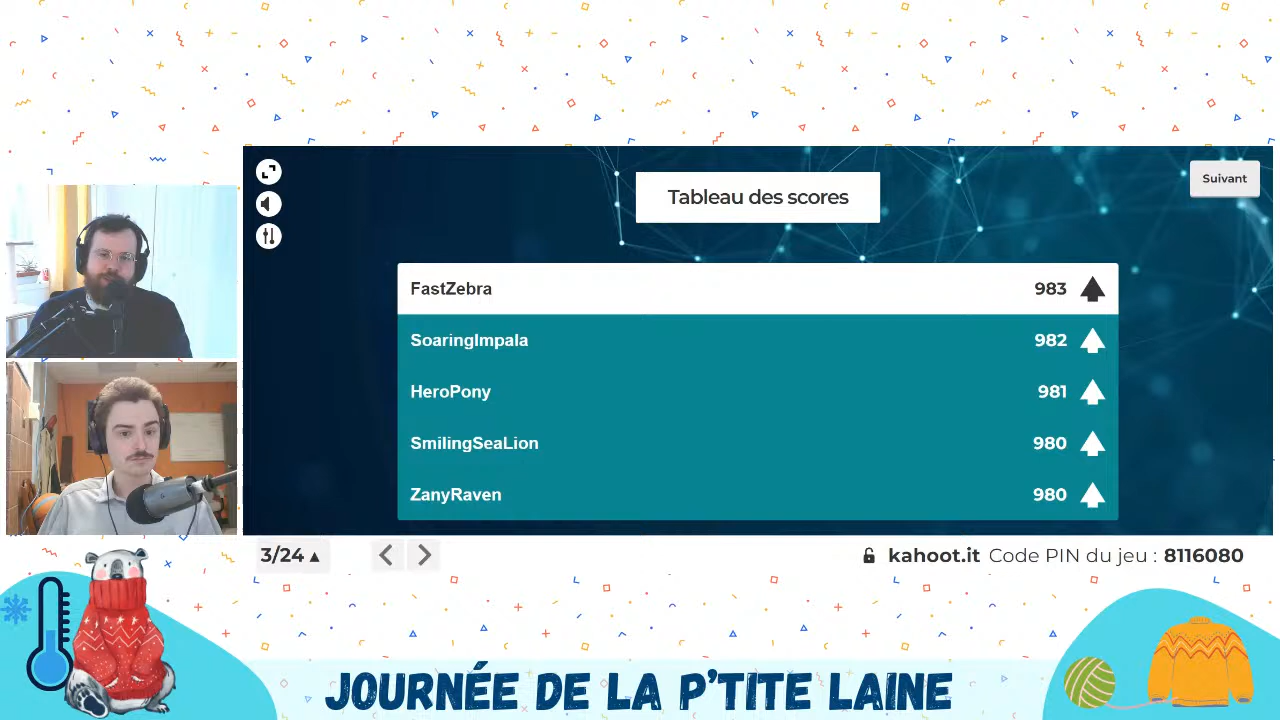 Tableau des scores
Suivant
FastZebra 983
SoaringImpala 982
HeroPony 981
SmilingSeaLion 980
ZanyRaven 980
3/24 ▲
kahoot.it Code PIN du jeu : 8116080
JOURNÉE DE LA P'TITE LAINE